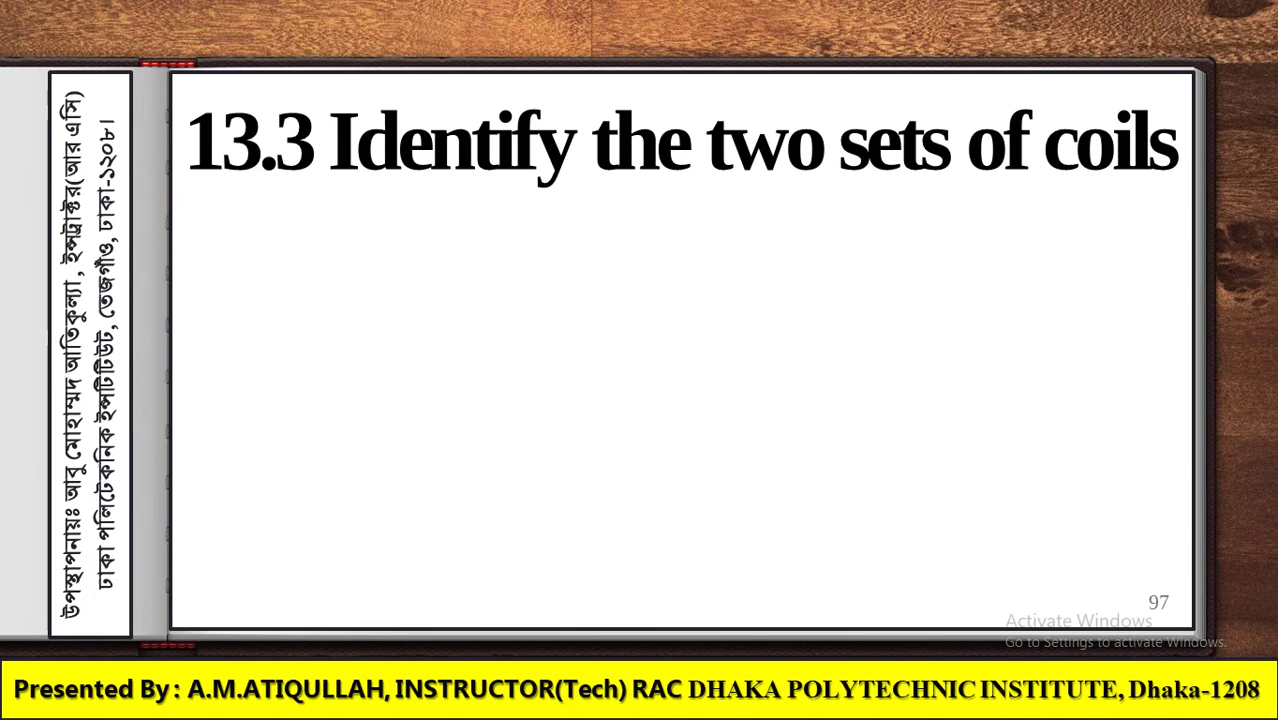 13.3 Identify the two sets of coils
উপস্থাপনায়ঃ আবু মোহাম্মদ আতিকুল্যা, ইন্সট্রাক্টর(আর এসি)
ঢাকা পলিটেকনিক ইন্সটিটিউট, তেজগাঁও, ঢাকা-১২০৮।
97
Activate Windows
Go to Settings to activate Windows.
Presented By : A.M.ATIQULLAH, INSTRUCTOR(Tech) RAC DHAKA POLYTECHNIC INSTITUTE, Dhaka-1208